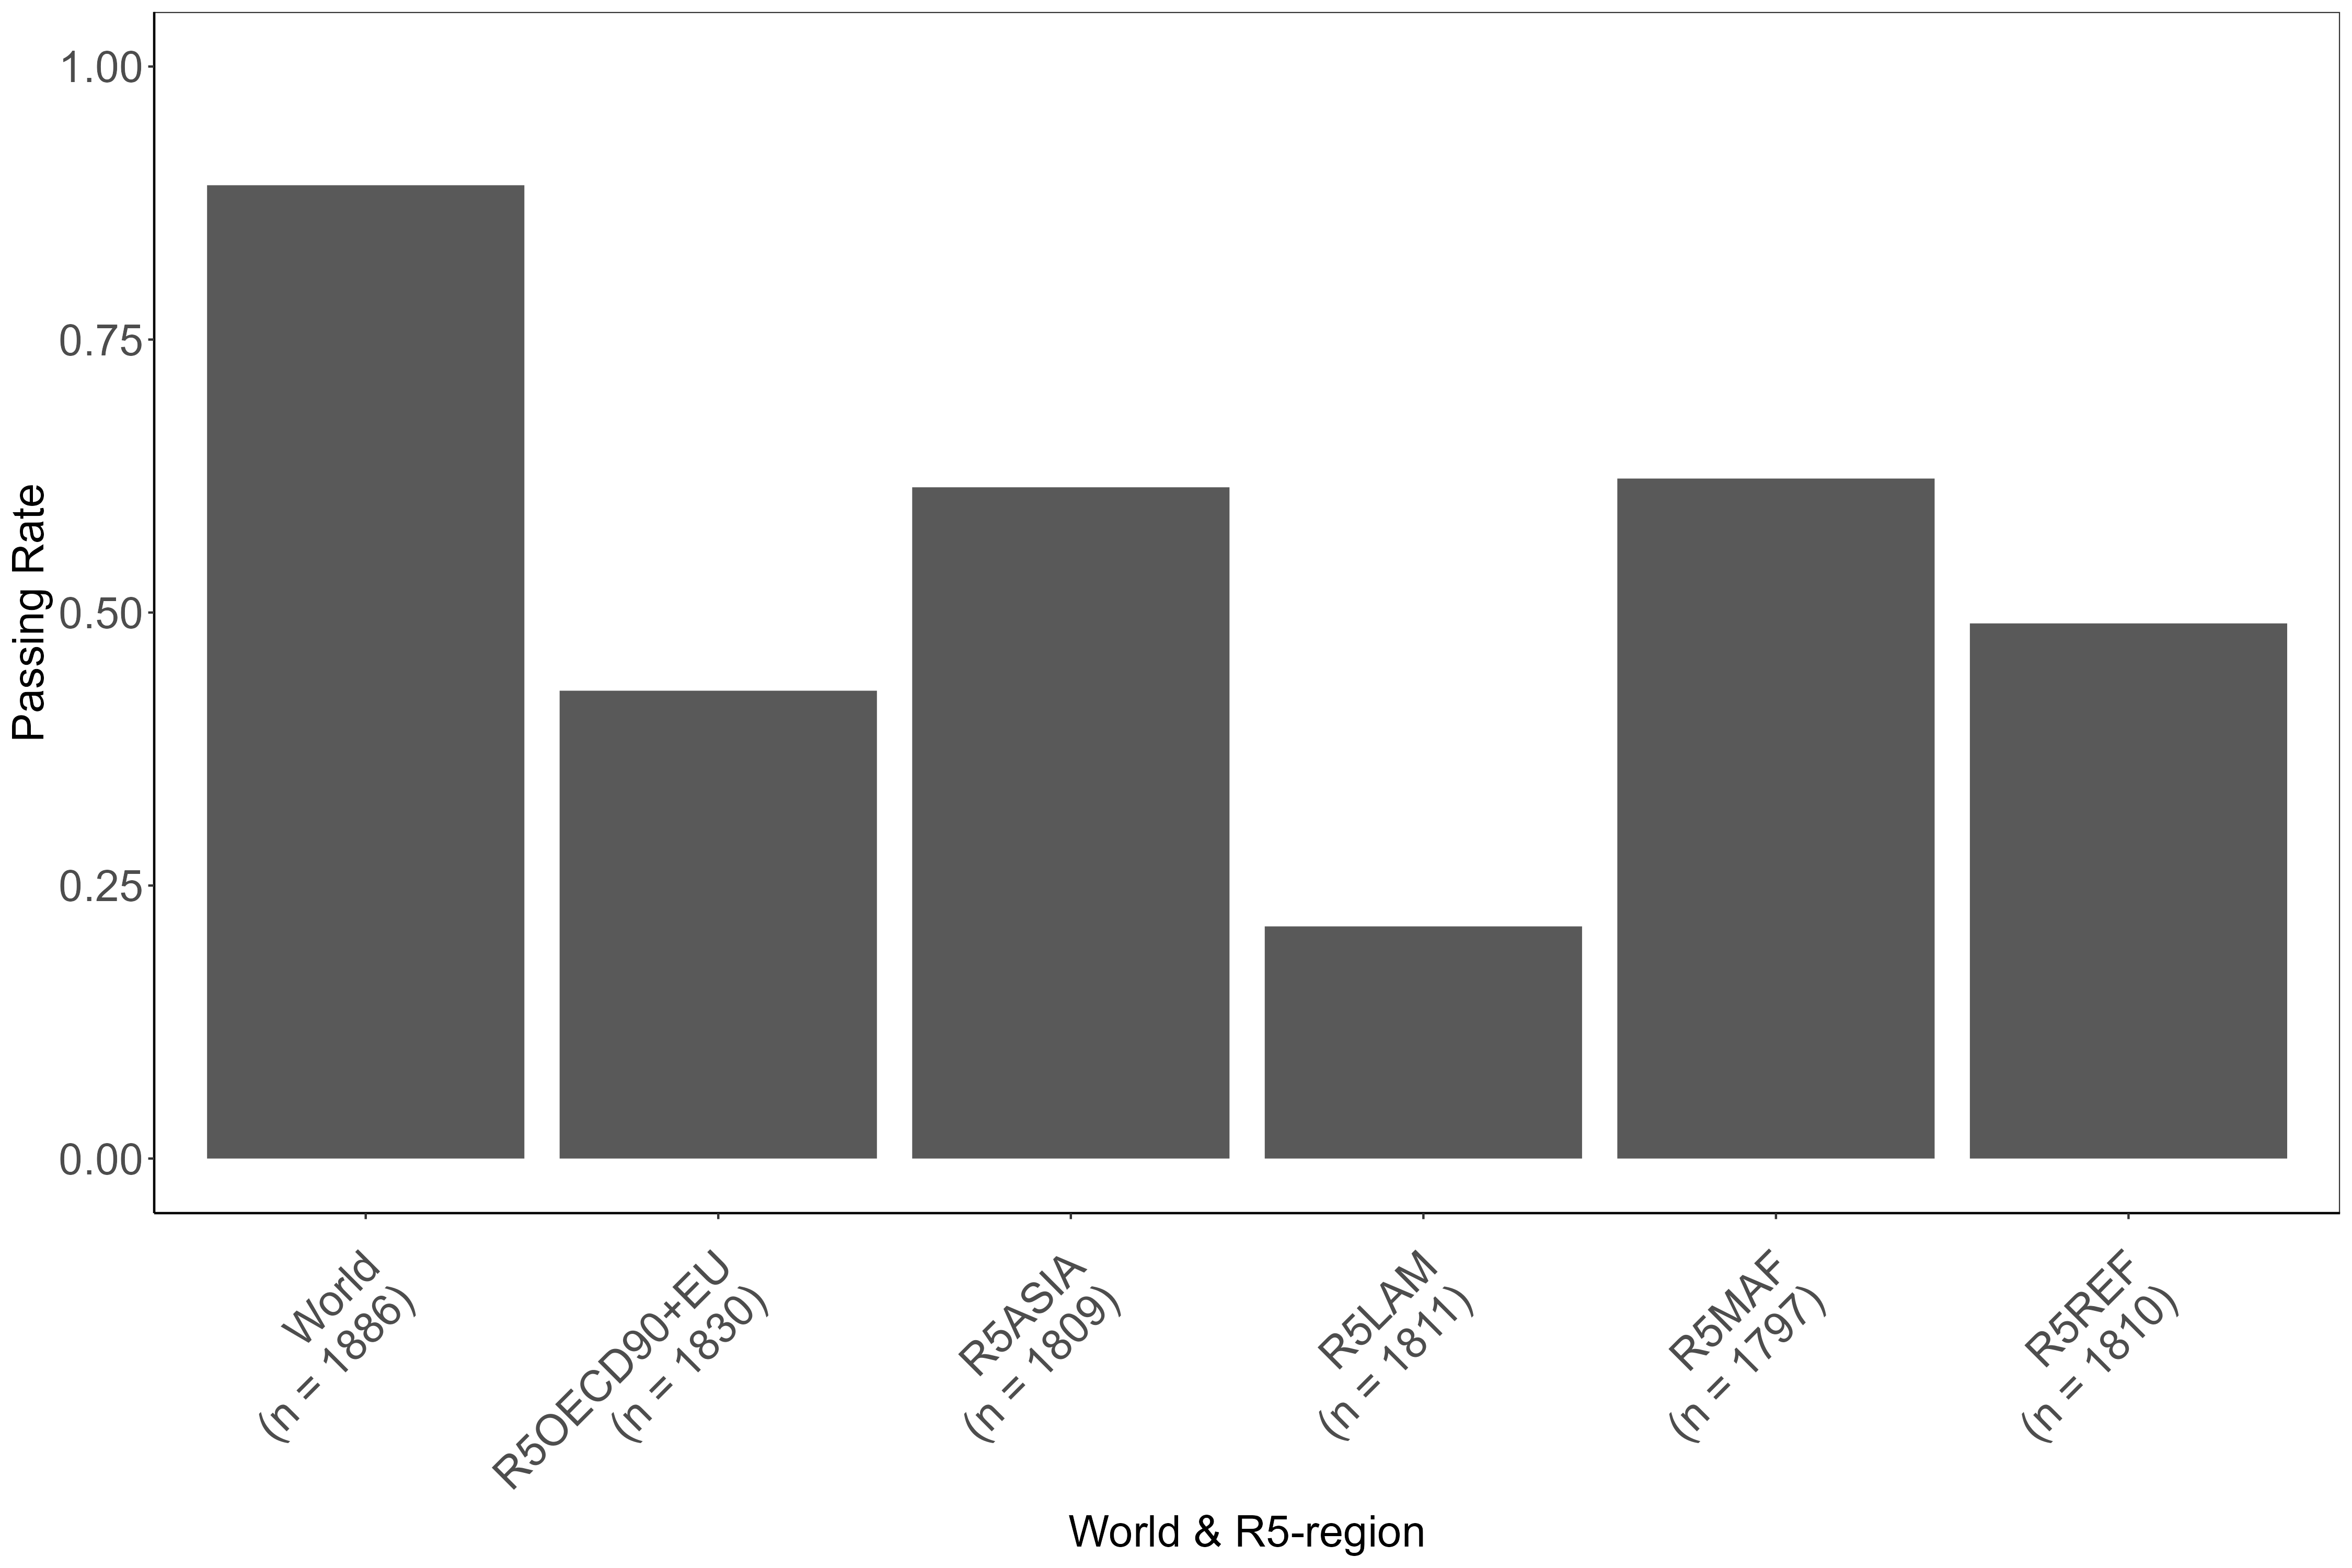 1.00
0.75
0.50
0.25
0.00
Passing Rate
World
(n = 1886)
R5OECD90+EU
(n = 1830)
R5ASIA
(n = 1809)
R5LAM
(n = 1811)
R5MAF
(n = 1797)
R5REF
(n = 1810)
World & R5-region